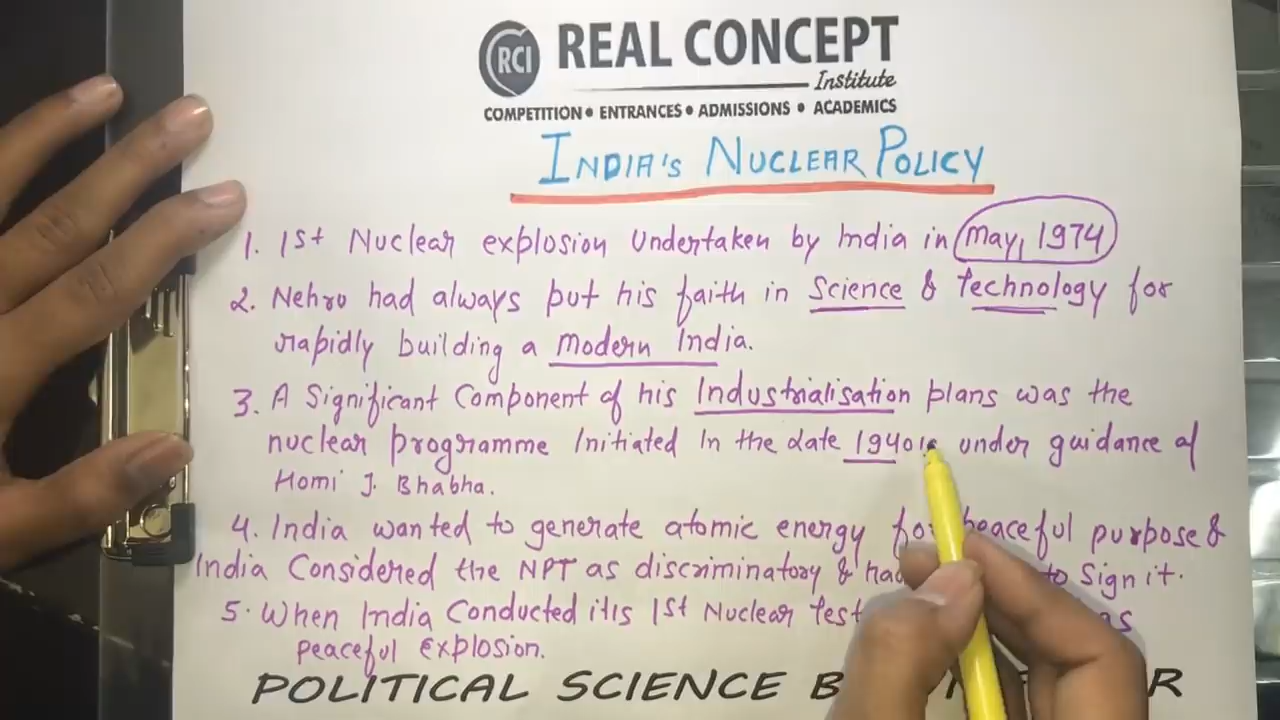 RCI
REAL CONCEPT
Institute
COMPETITION • ENTRANCES • ADMISSIONS • ACADEMICS
INDIA'S NUCLEAR POLICY
1. 1st Nuclear explosion Undertaken by India in May, 1974
2. Nehru had always put his faith in Science & Technology for
rapidly building a modern India.
3. A Significant Component of his Industrialisation plans was the
nuclear programme Initiated In the Late 1940's under guidance of
Homi J. Bhabha.
4. India wanted to generate atomic energy for peaceful purpose &
India Considered the NPT as discriminatory & had to Sign it.
5. When India Conducted it's 1st Nuclear test as
peaceful explosion.
POLITICAL SCIENCE